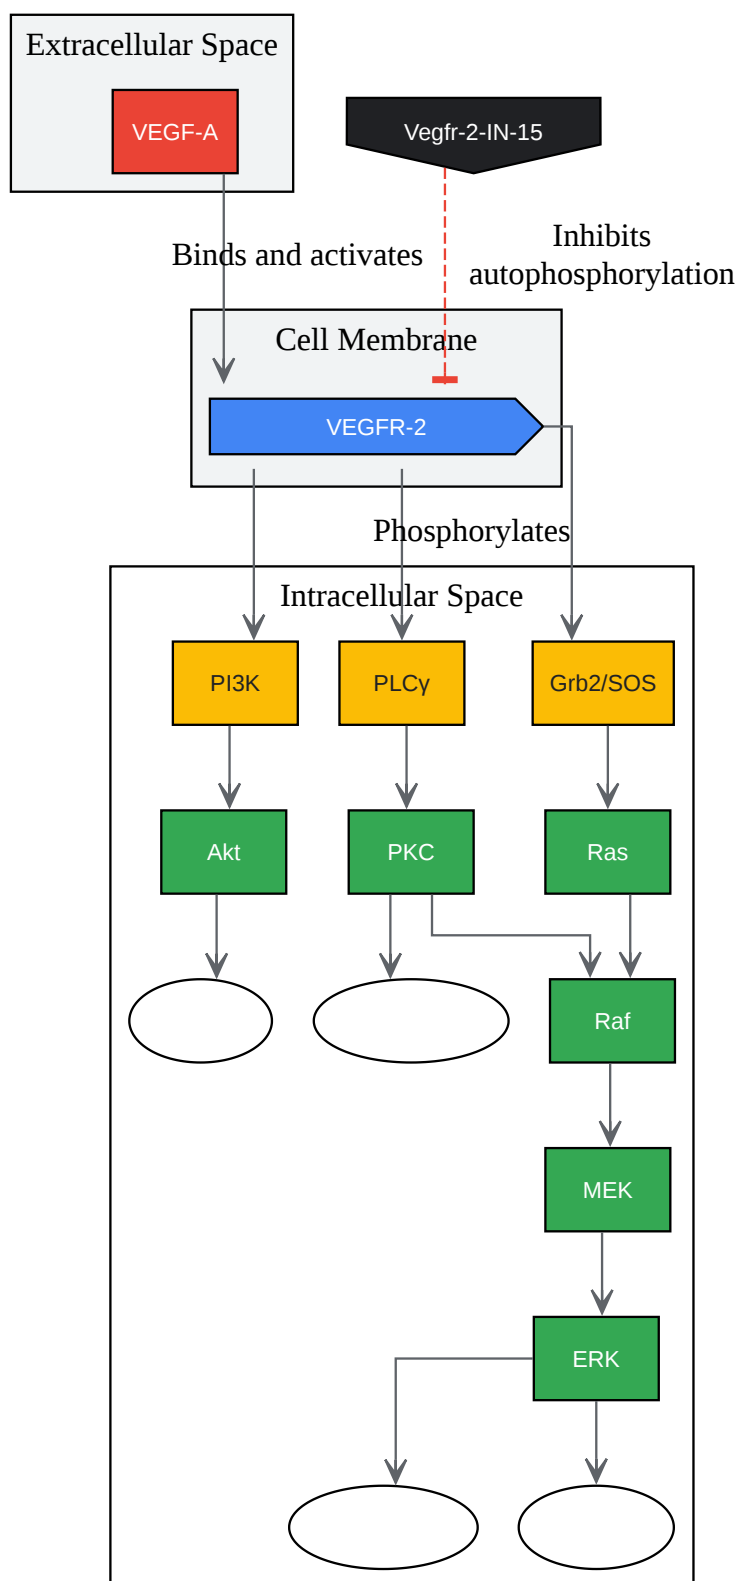 Extracellular Space
VEGF-A
Vegfr-2-IN-15
Binds and activates
Inhibits
autophosphorylation
Cell Membrane
VEGFR-2
Phosphorylates
Intracellular Space
PI3K
PLCγ
Grb2/SOS
Akt
PKC
Ras
Raf
MEK
ERK